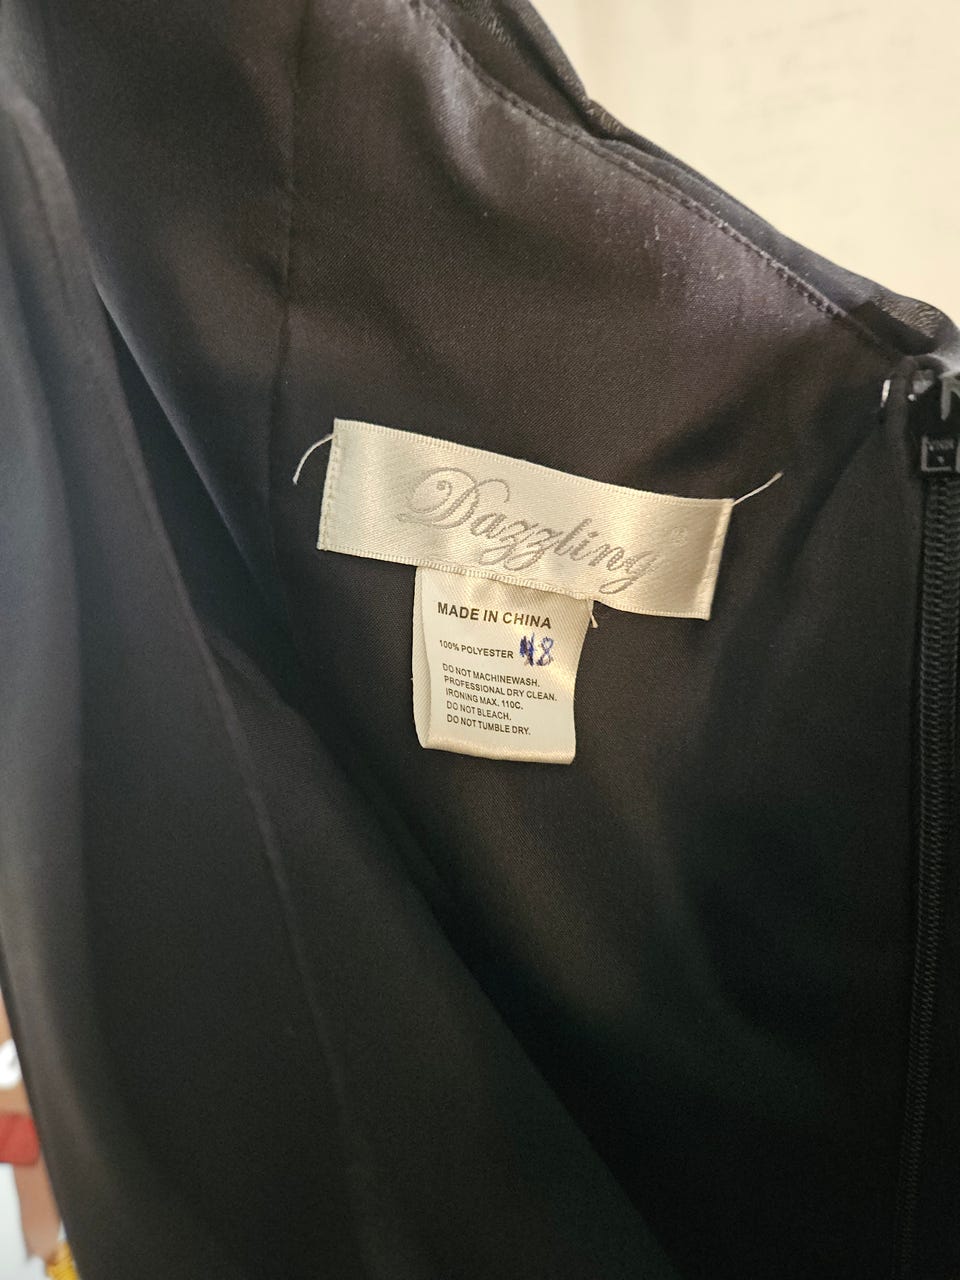 Dazzling
MADE IN CHINA
100% POLYESTER 48
DO NOT MACHINEWASH.
PROFESSIONAL DRY CLEAN.
IRONING MAX. 110C.
DO NOT BLEACH.
DO NOT TUMBLE DRY.